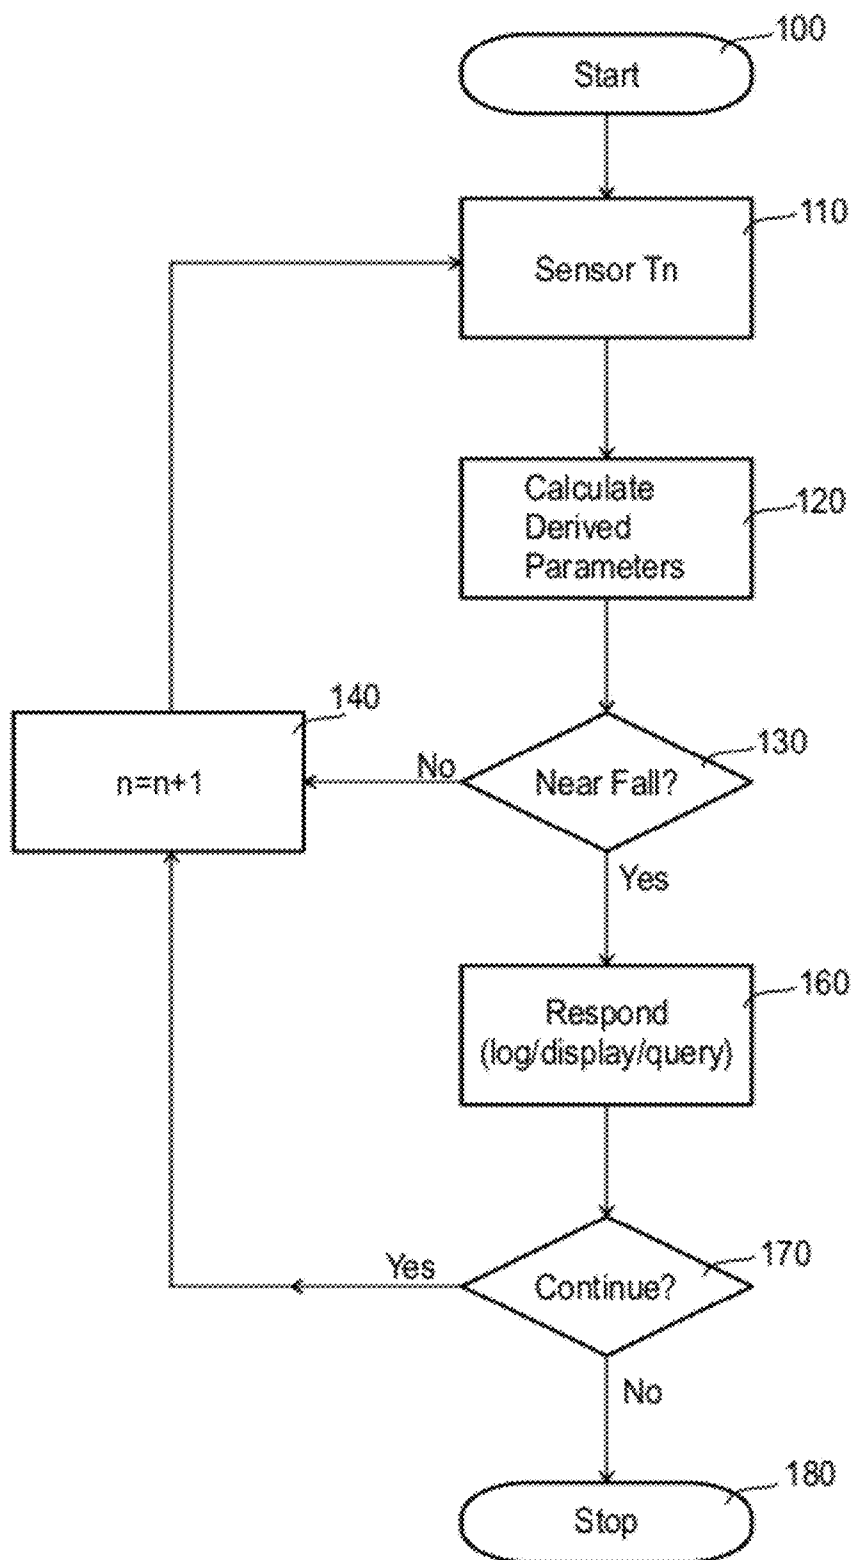 100
Start
110
Sensor Tn
Calculate
Derived
Parameters
120
140
n=n+1
No
Near Fall?
130
Yes
160
Respond
(log/display/query)
Yes
Continue?
170
No
180
Stop